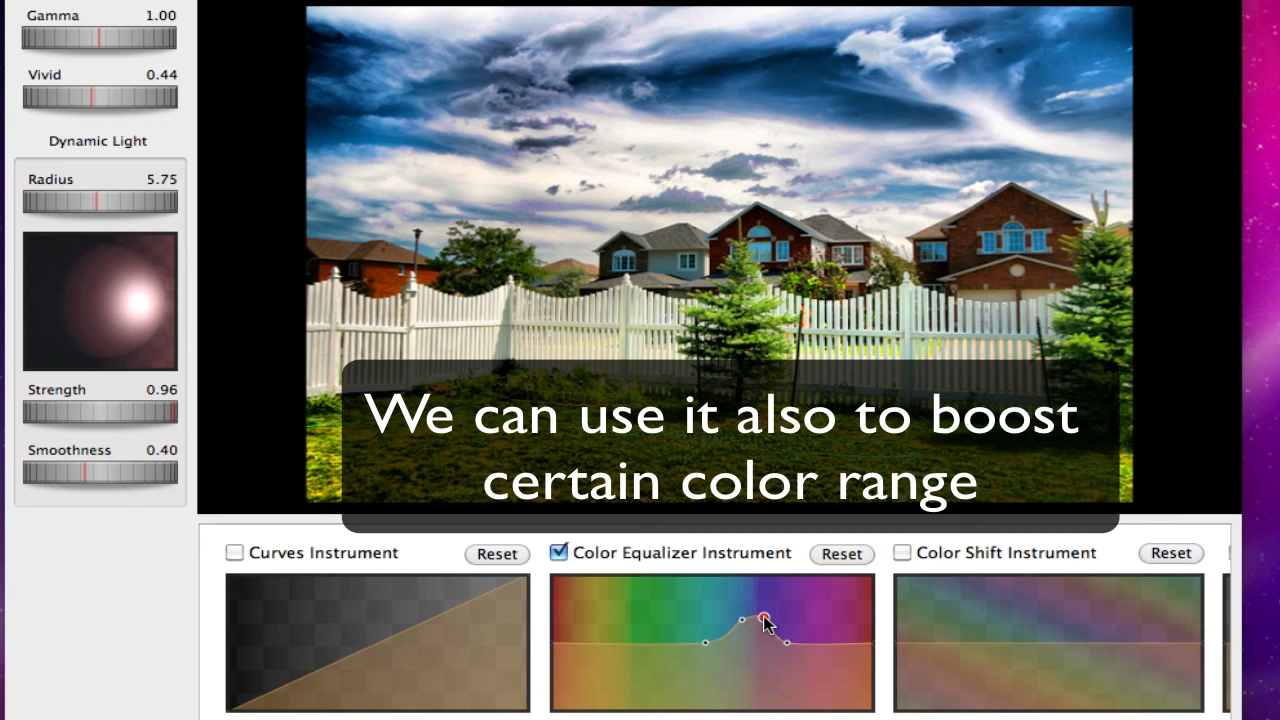 Gamma 1.00
Vivid 0.44
Dynamic Light
Radius 5.75
Strength 0.96
Smoothness 0.40
We can use it also to boost
certain color range
Curves Instrument Reset
Color Equalizer Instrument Reset
Color Shift Instrument Reset